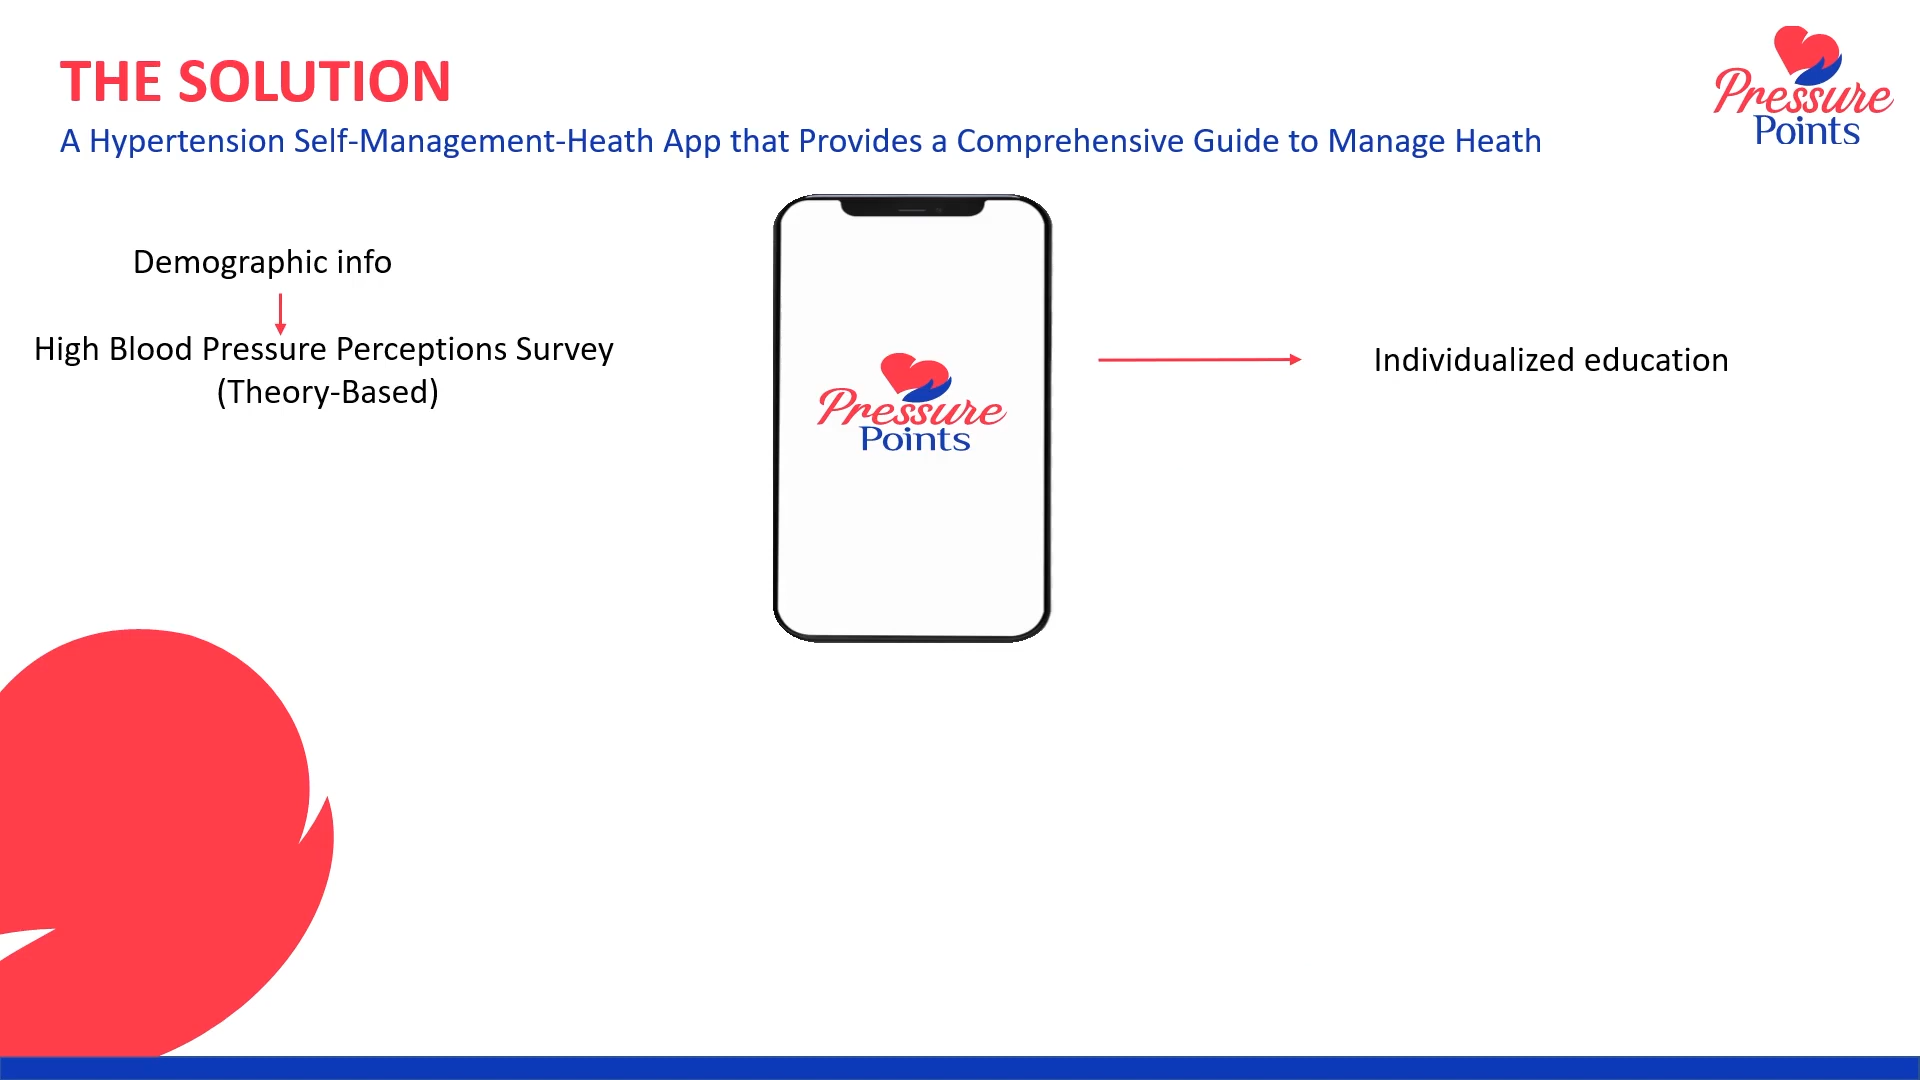 THE SOLUTION
A Hypertension Self-Management-Heath App that Provides a Comprehensive Guide to Manage Heath
Pressure
Points
Demographic info
High Blood Pressure Perceptions Survey
(Theory-Based)
Pressure
Points
Individualized education